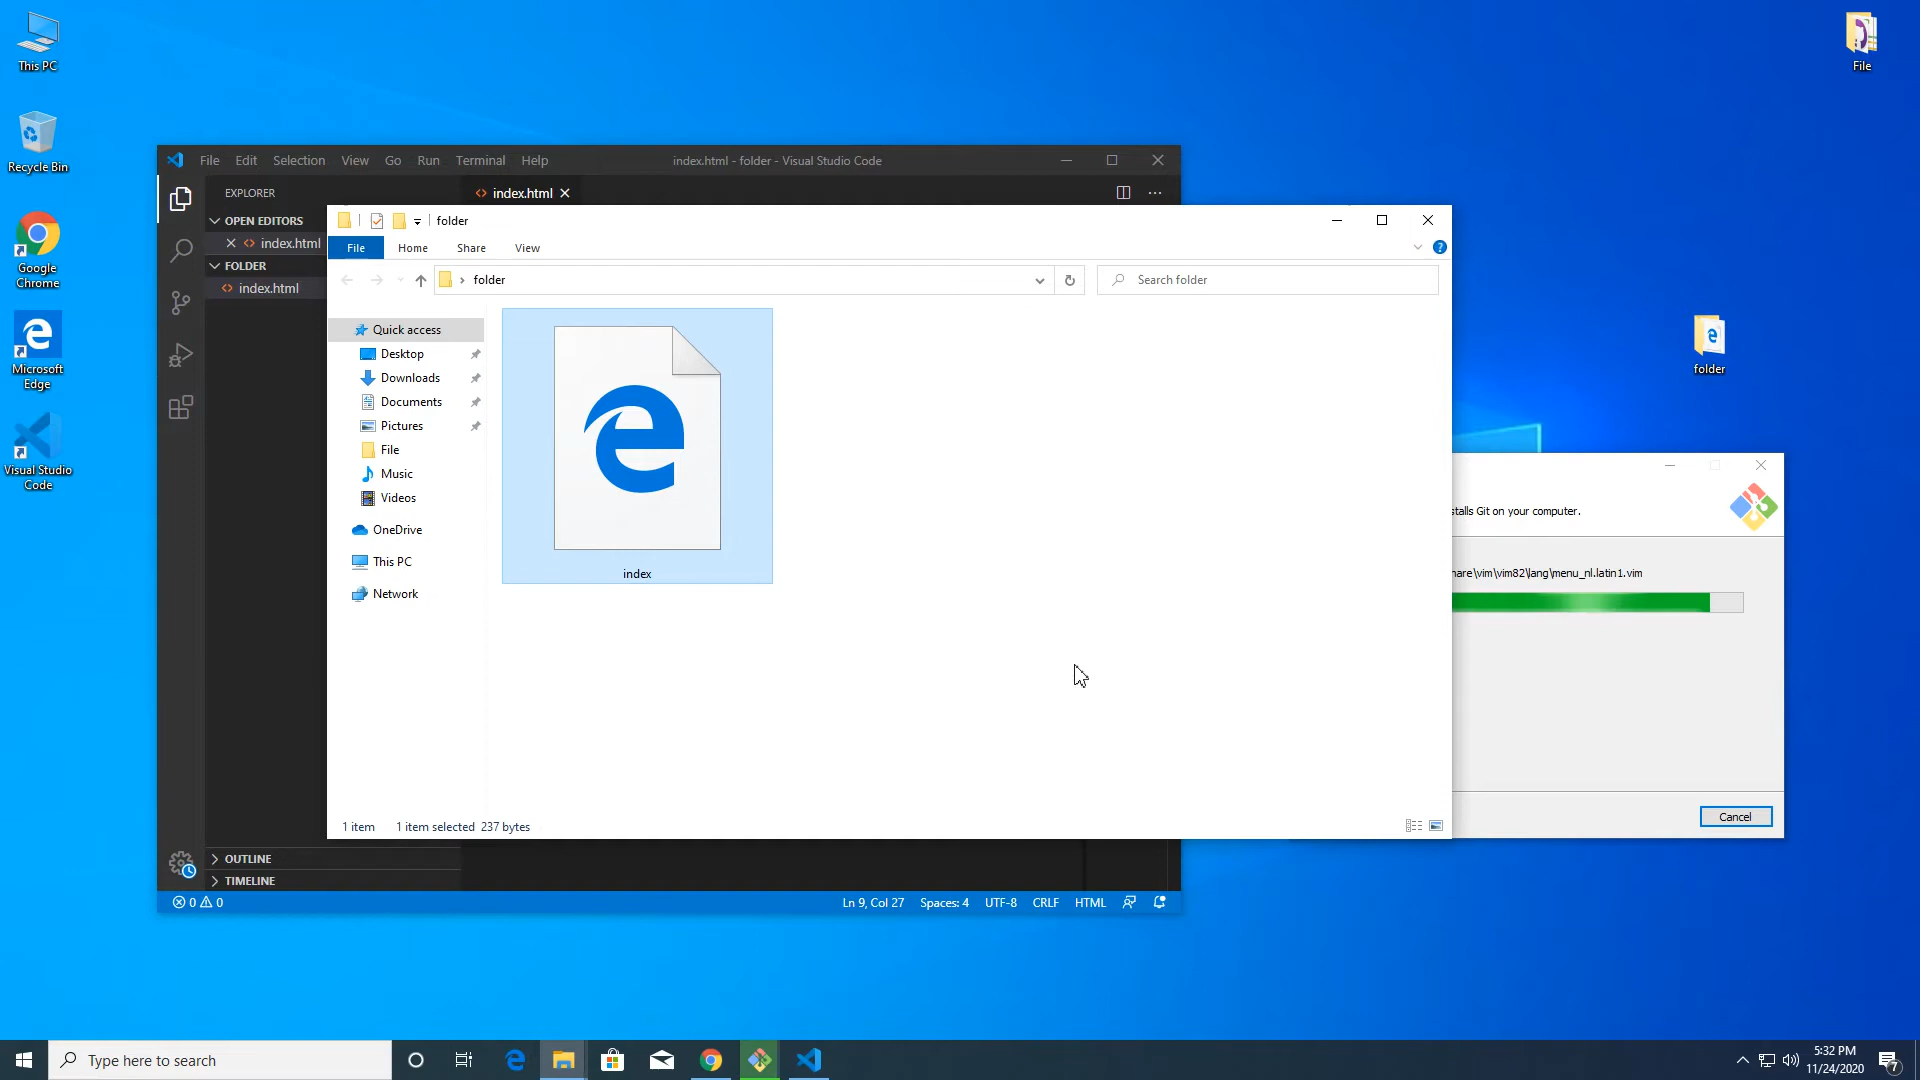 This PC
Recycle Bin
Google
Chrome
Microsoft
Edge
Visual Studio
Code
File
folder
File Edit Selection View Go Run Terminal Help
index.html - folder - Visual Studio Code
EXPLORER
index.html
OPEN EDITORS
index.html
FOLDER
index.html
OUTLINE
TIMELINE
0 0
Ln 9, Col 27 Spaces: 4 UTF-8 CRLF HTML
folder
File Home Share View
folder
Search folder
Quick access
Desktop
Downloads
Documents
Pictures
File
Music
Videos
OneDrive
This PC
Network
index
1 item 1 item selected 237 bytes
stalls Git on your computer.
hare\vim\vim82\lang\menu_nl.latin1.vim
Cancel
Type here to search
5:32 PM
11/24/2020
7